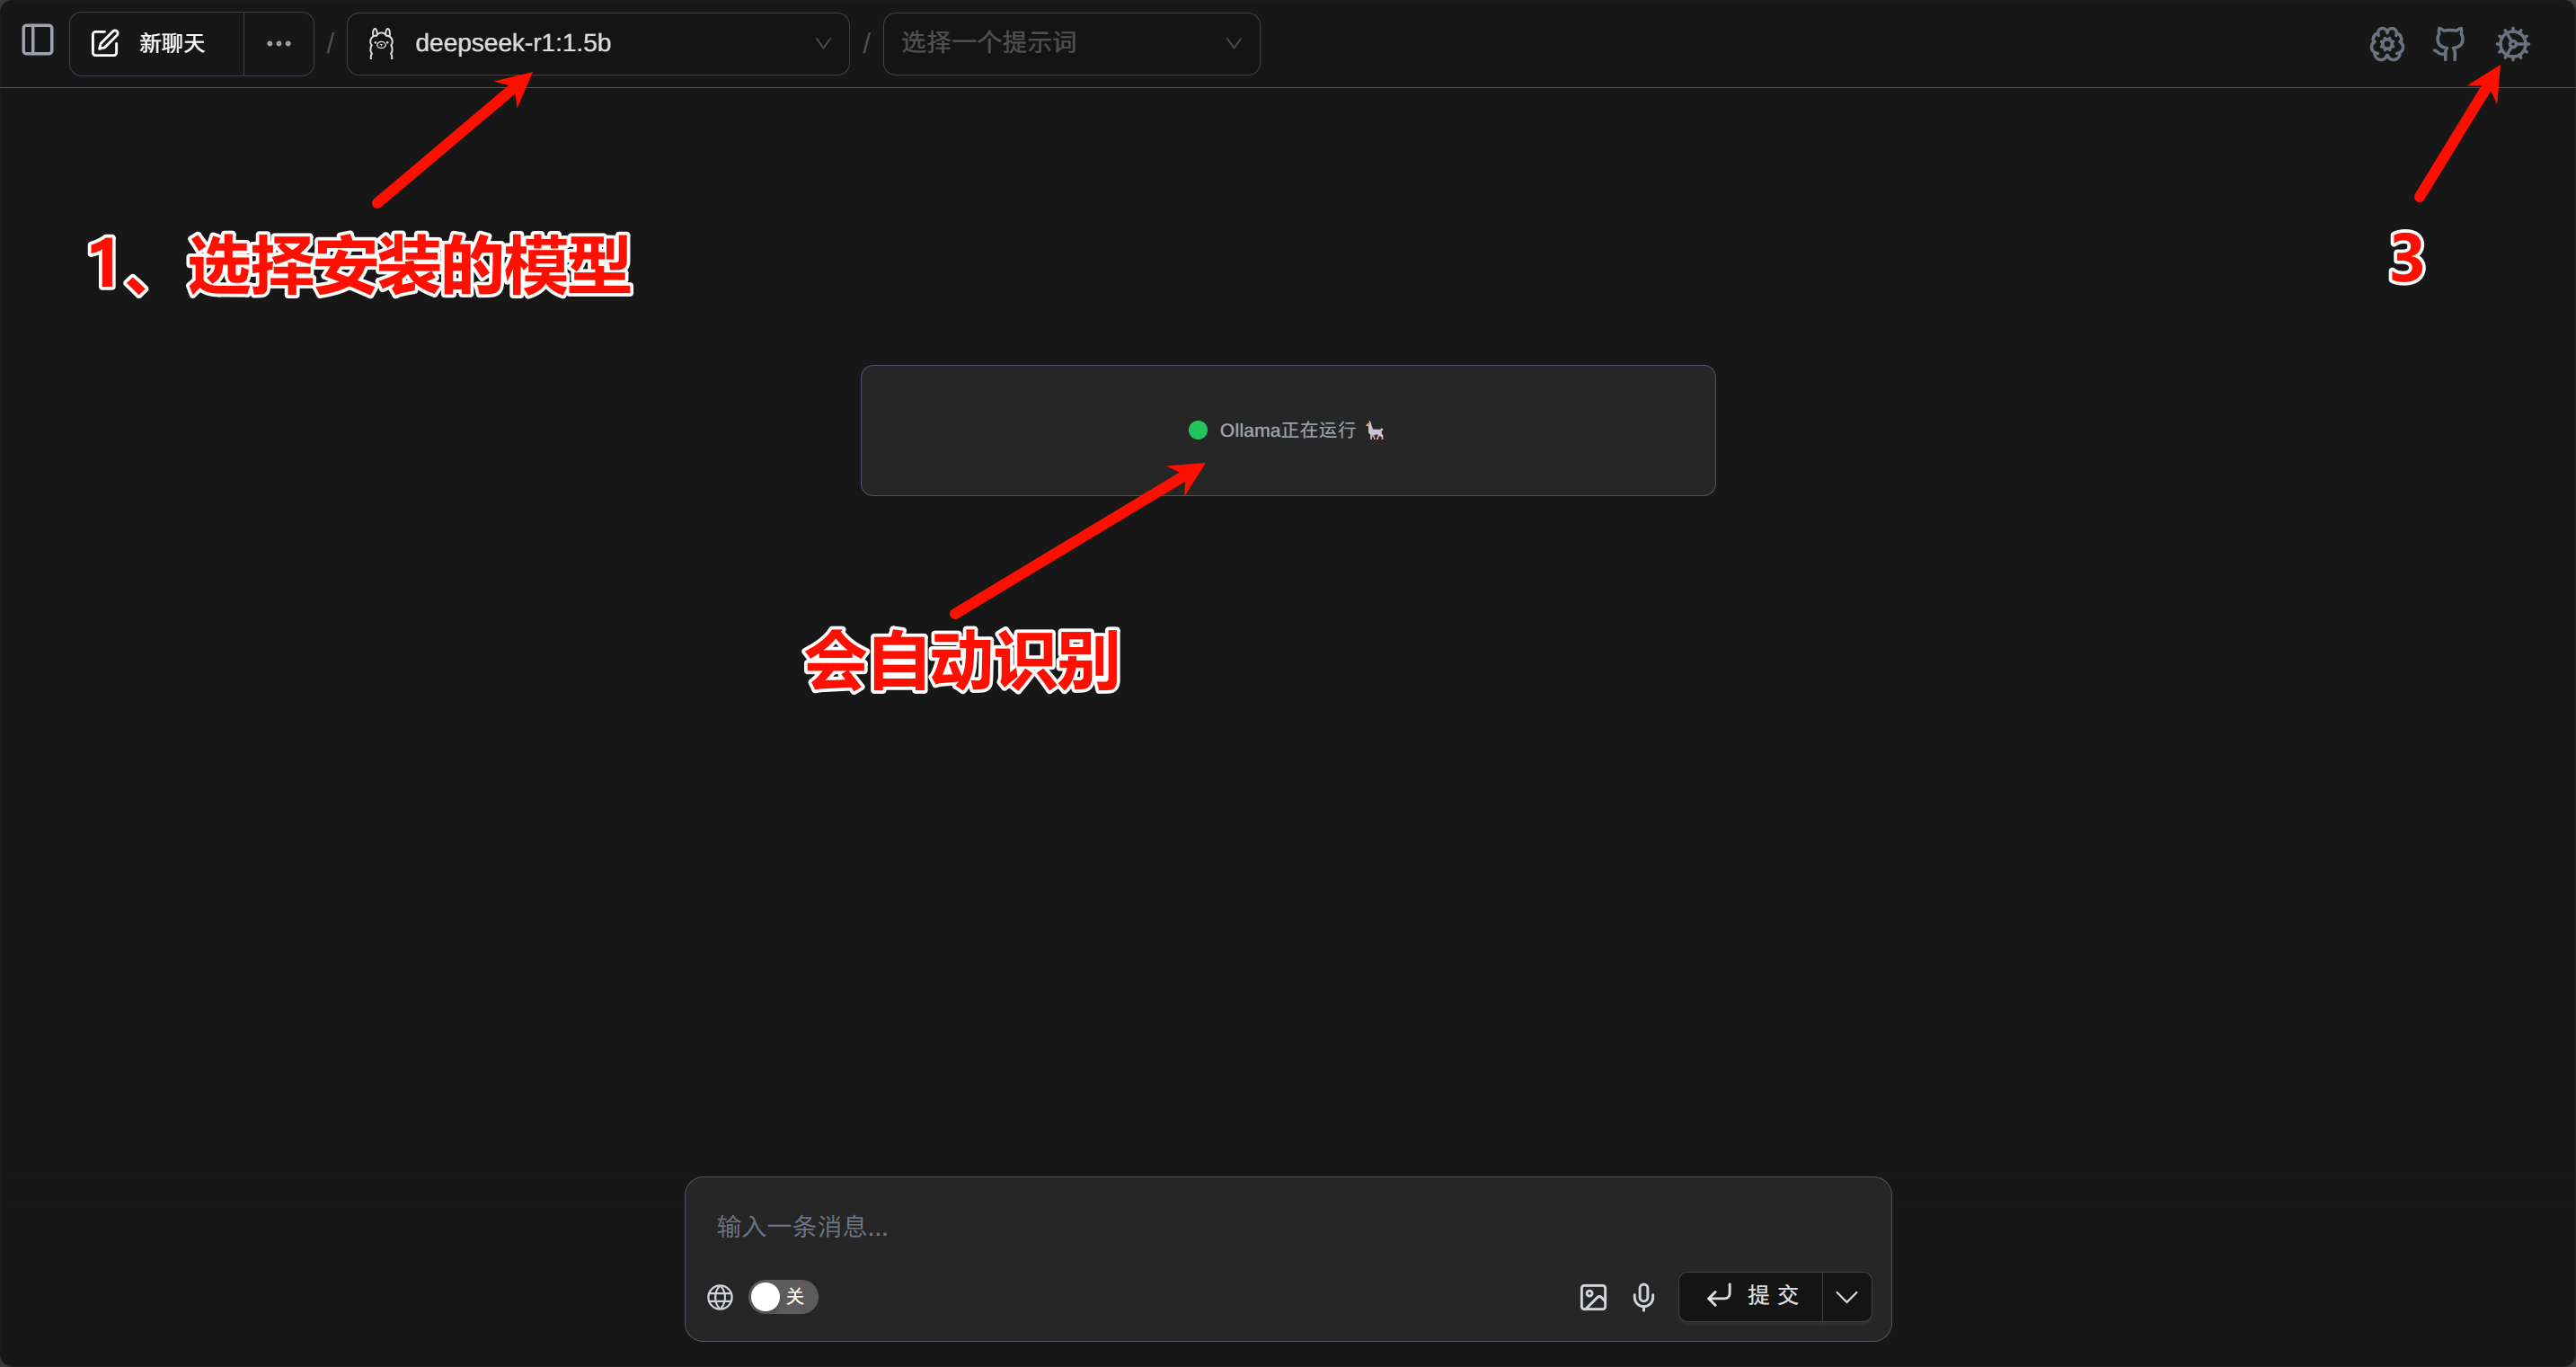 新聊天
/
deepseek-r1:1.5b
/
选择一个提示词
1、选择安装的模型
3
Ollama正在运行 🦙
会自动识别
输入一条消息...
关
提 交